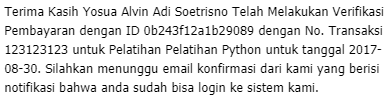 Terima Kasih Yosua Alvin Adi Soetrisno Telah Melakukan Verifikasi
Pembayaran dengan ID 0b243f12a1b29089 dengan No. Transaksi
123123123 untuk Pelatihan Pelatihan Python untuk tanggal 2017-
08-30. Silahkan menunggu email konfirmasi dari kami yang berisi
notifikasi bahwa anda sudah bisa login ke sistem kami.